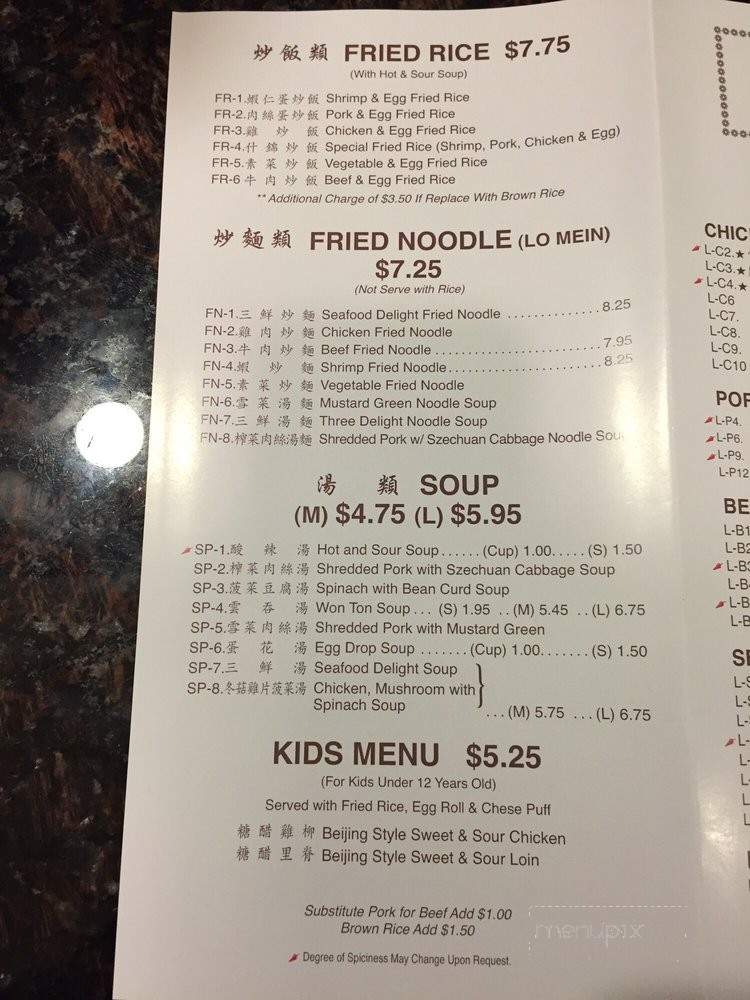 炒飯類 FRIED RICE $7.75
(With Hot & Sour Soup)
FR-1.蝦仁蛋炒飯 Shrimp & Egg Fried Rice
FR-2.肉絲蛋炒飯 Pork & Egg Fried Rice
FR-3.雞炒飯 Chicken & Egg Fried Rice
FR-4.什錦炒飯 Special Fried Rice (Shrimp, Pork, Chicken & Egg)
FR-5.素菜炒飯 Vegetable & Egg Fried Rice
FR-6 牛肉炒飯 Beef & Egg Fried Rice
** Additional Charge of $3.50 If Replace With Brown Rice
炒麵類 FRIED NOODLE (LO MEIN)
$7.25
(Not Serve with Rice)
FN-1.三鮮炒麵 Seafood Delight Fried Noodle .............. 8.25
FN-2.雞肉炒麵 Chicken Fried Noodle
FN-3.牛肉炒麵 Beef Fried Noodle ......................... 7.95
FN-4.蝦炒麵 Shrimp Fried Noodle....................... 8.25
FN-5.素菜炒麵 Vegetable Fried Noodle
FN-6.雪菜湯麵 Mustard Green Noodle Soup
FN-7.三鮮湯麵 Three Delight Noodle Soup
FN-8.榨菜肉絲湯麵 Shredded Pork w/ Szechuan Cabbage Noodle Sou
湯類 SOUP
(M) $4.75 (L) $5.95
SP-1.酸辣湯 Hot and Sour Soup......(Cup) 1.00.....(S) 1.50
SP-2.榨菜肉絲湯 Shredded Pork with Szechuan Cabbage Soup
SP-3.菠菜豆腐湯 Spinach with Bean Curd Soup
SP-4.雲吞湯 Won Ton Soup ... (S) 1.95 ..(M) 5.45 ..(L) 6.75
SP-5.雪菜肉絲湯 Shredded Pork with Mustard Green
SP-6.蛋花湯 Egg Drop Soup .......(Cup) 1.00.......(S) 1.50
SP-7.三鮮湯 Seafood Delight Soup
SP-8.冬菇雞片菠菜湯 Chicken, Mushroom with
Spinach Soup
...(M) 5.75 ...(L) 6.75
KIDS MENU $5.25
(For Kids Under 12 Years Old)
Served with Fried Rice, Egg Roll & Chese Puff
糖醋雞柳 Beijing Style Sweet & Sour Chicken
糖醋里脊 Beijing Style Sweet & Sour Loin
Substitute Pork for Beef Add $1.00
Brown Rice Add $1.50
Degree of Spiciness May Change Upon Request.
menupix
CHIC
L-C2.★
L-C3.★
L-C4.★
L-C6
L-C7.
L-C8.
L-C9.
L-C10
POR
L-P4.
L-P6.
L-P9.
L-P12
BE
L-B1
L-B2
L-B3
L-B
L-B
L-B